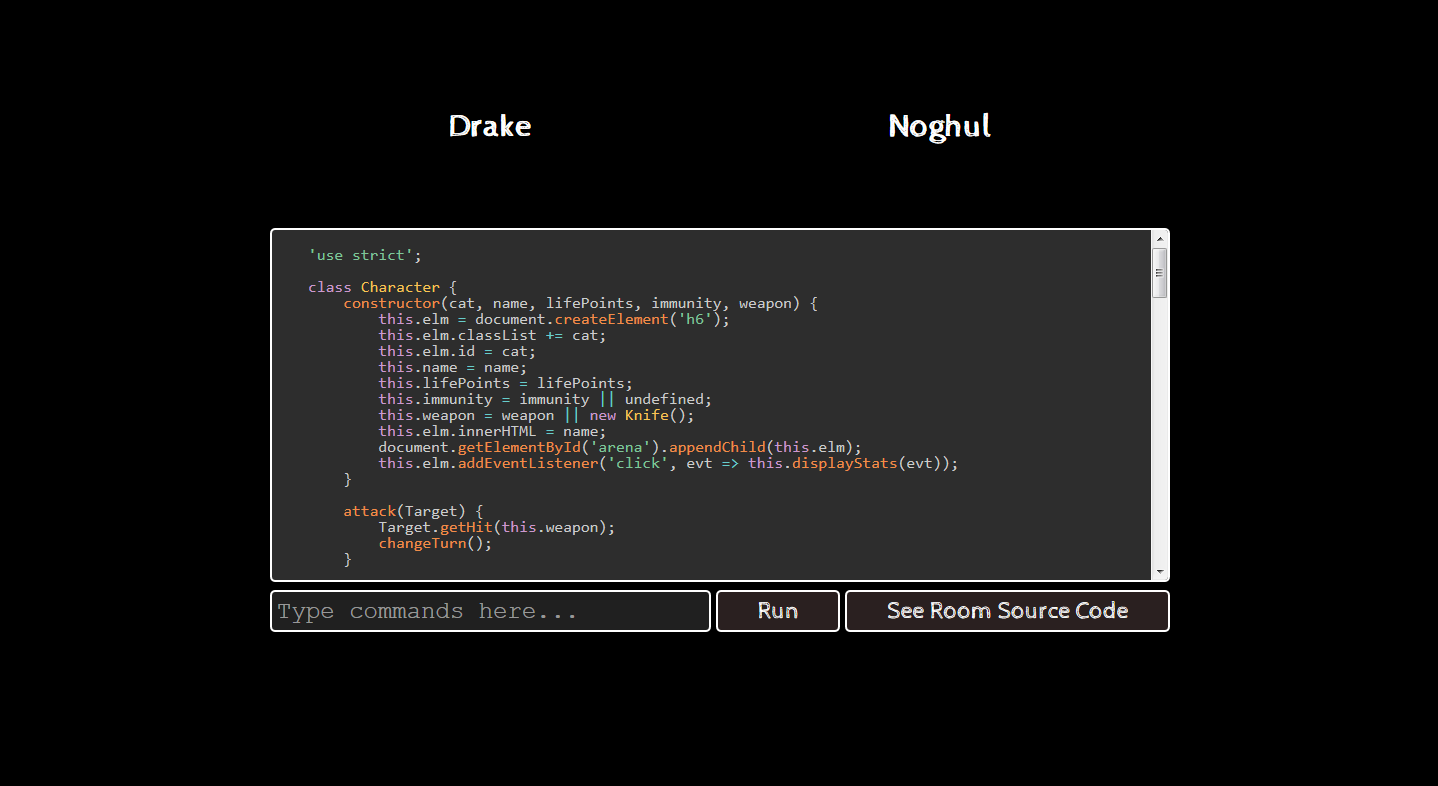 Drake Noghul
'use strict';
class Character {
constructor(cat, name, lifePoints, immunity, weapon) {
this.elm = document.createElement('h6');
this.elm.classList += cat;
this.elm.id = cat;
this.name = name;
this.lifePoints = lifePoints;
this.immunity = immunity || undefined;
this.weapon = weapon || new Knife();
this.elm.innerHTML = name;
document.getElementById('arena').appendChild(this.elm);
this.elm.addEventListener('click', evt => this.displayStats(evt));
}
attack(Target) {
Target.getHit(this.weapon);
changeTurn();
}
Type commands here... Run See Room Source Code